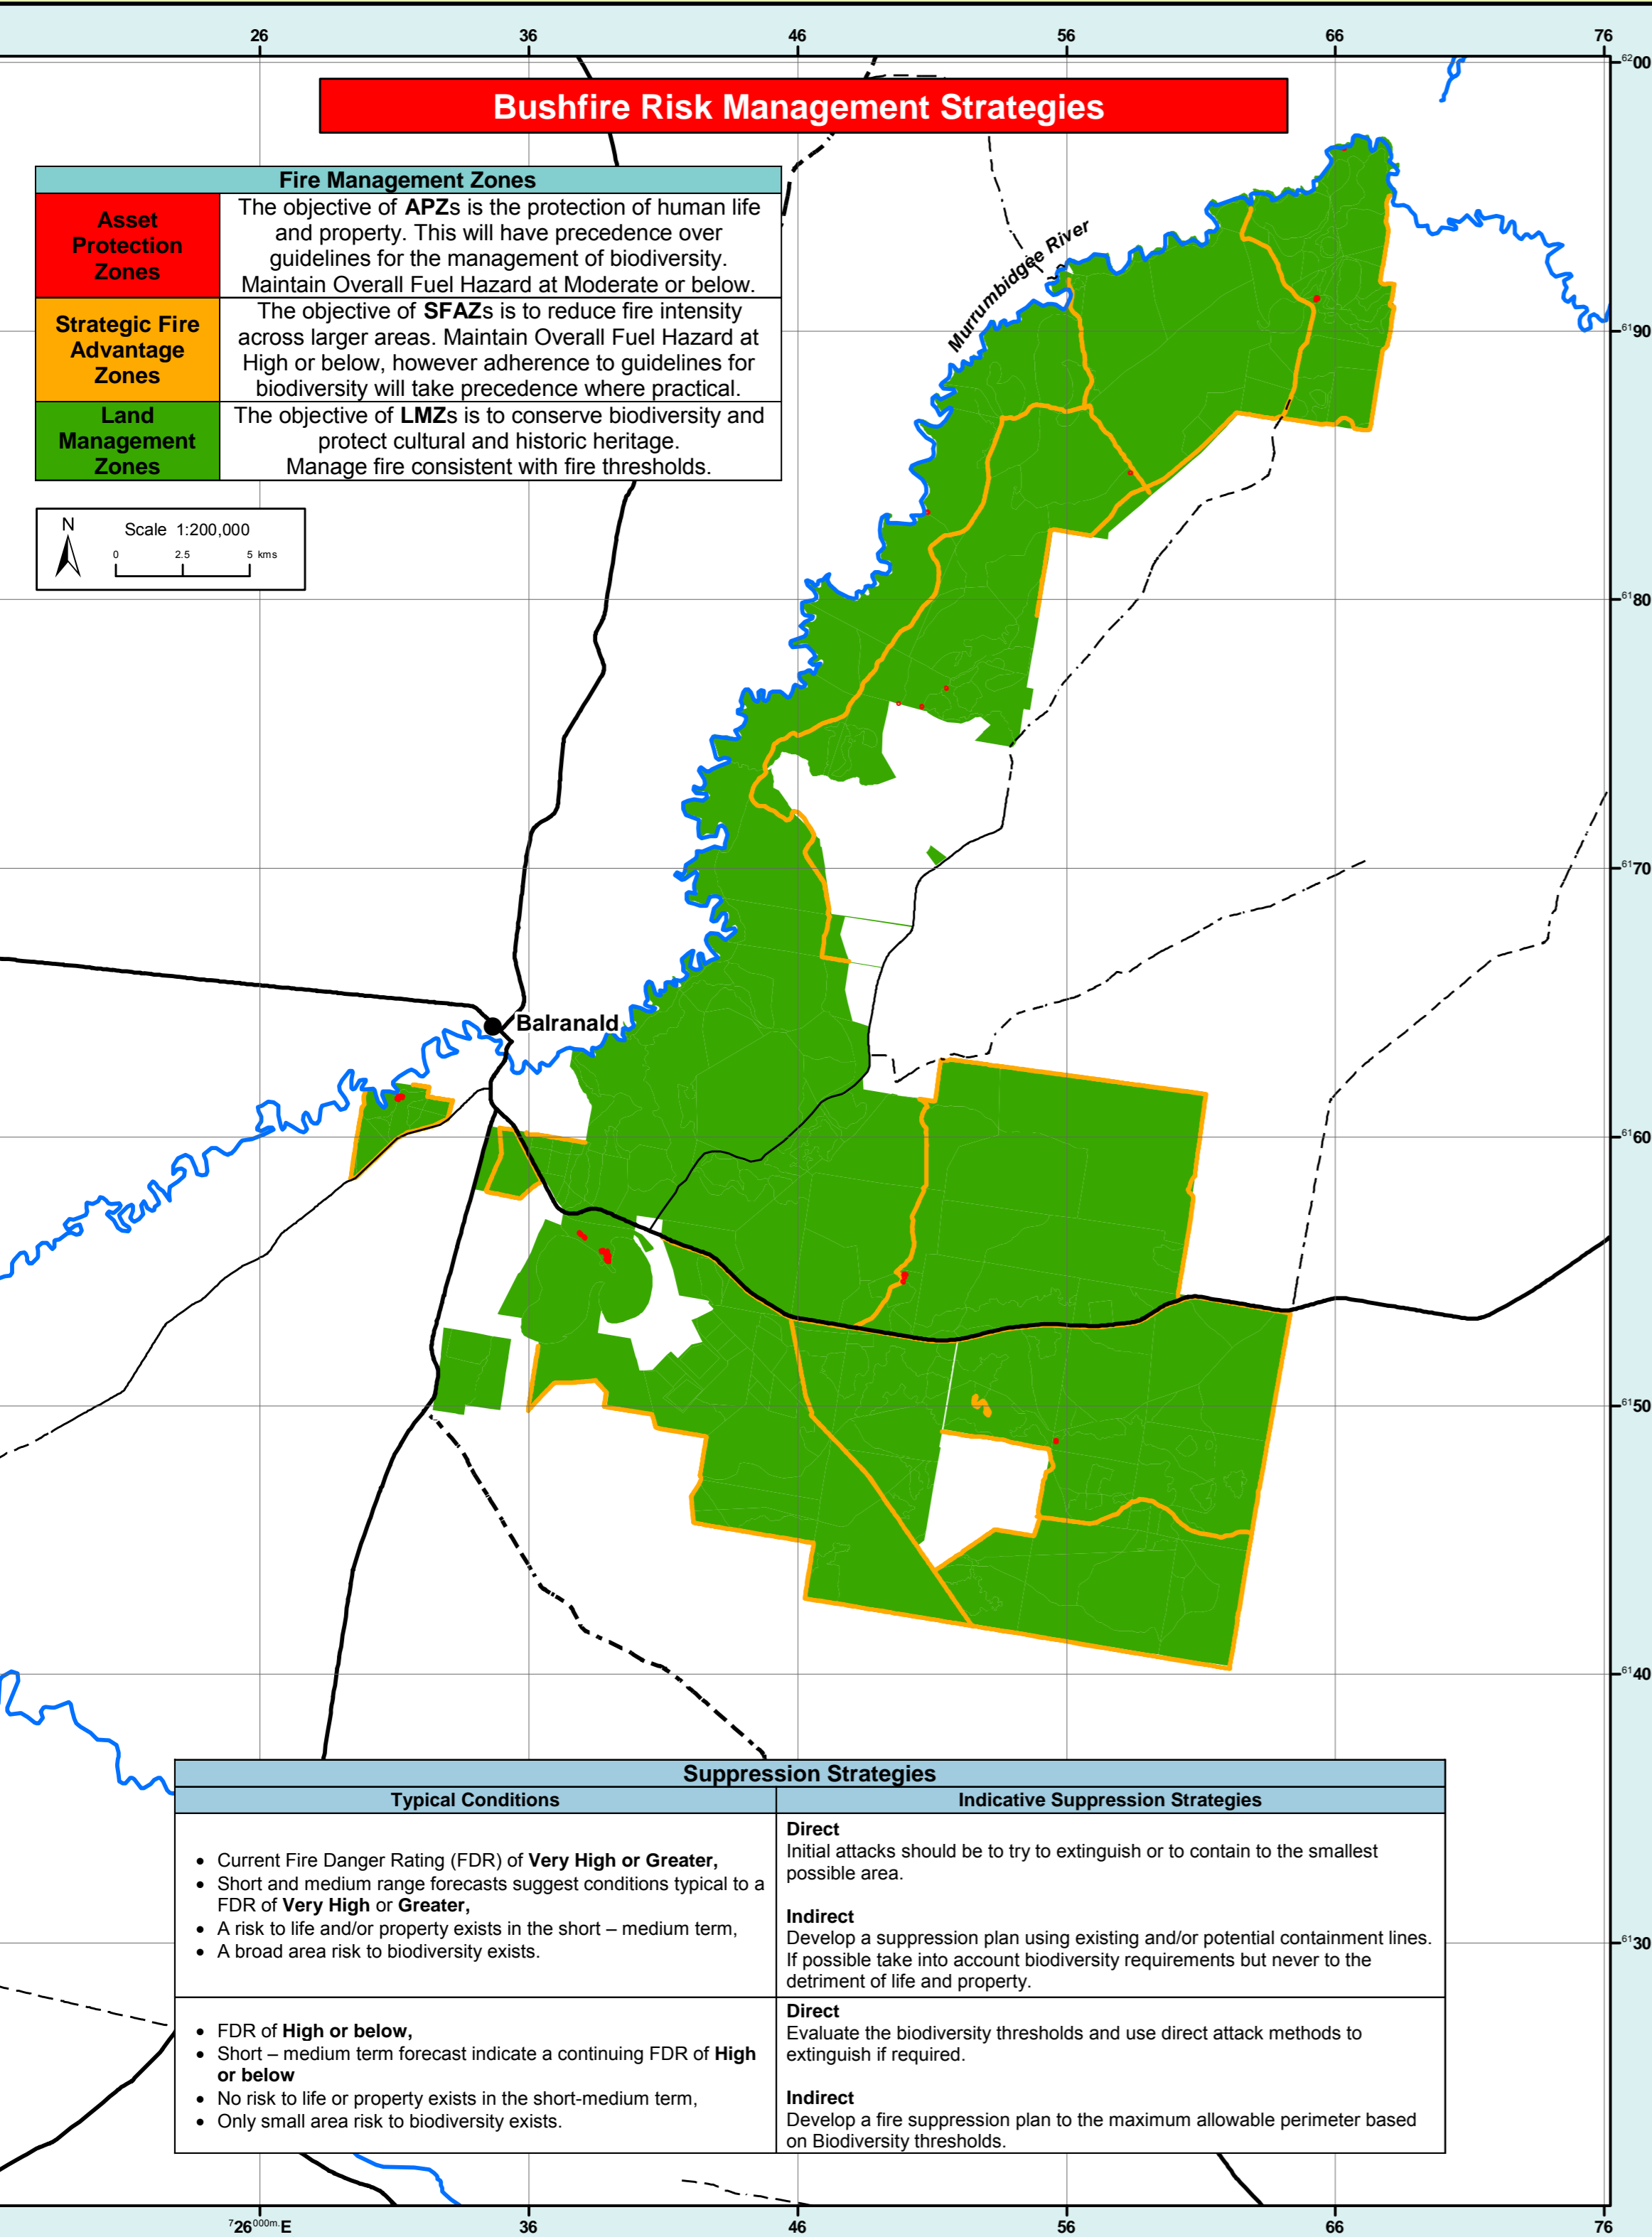 26 36 46 56 66 76
6200
Bushfire Risk Management Strategies
Fire Management Zones
Asset
Protection
Zones
The objective of APZs is the protection of human life
and property. This will have precedence over
guidelines for the management of biodiversity.
Maintain Overall Fuel Hazard at Moderate or below.
Strategic Fire
Advantage
Zones
The objective of SFAZs is to reduce fire intensity
across larger areas. Maintain Overall Fuel Hazard at
High or below, however adherence to guidelines for
biodiversity will take precedence where practical.
Land
Management
Zones
The objective of LMZs is to conserve biodiversity and
protect cultural and historic heritage.
Manage fire consistent with fire thresholds.
Murrumbidgee River
6190
N
Scale 1:200,000
0 2.5 5 kms
6180
6170
Balranald
6160
6150
6140
Suppression Strategies
Typical Conditions
Indicative Suppression Strategies
• Current Fire Danger Rating (FDR) of Very High or Greater,
• Short and medium range forecasts suggest conditions typical to a
FDR of Very High or Greater,
• A risk to life and/or property exists in the short – medium term,
• A broad area risk to biodiversity exists.
Direct
Initial attacks should be to try to extinguish or to contain to the smallest
possible area.
Indirect
Develop a suppression plan using existing and/or potential containment lines.
If possible take into account biodiversity requirements but never to the
detriment of life and property.
6130
• FDR of High or below,
• Short – medium term forecast indicate a continuing FDR of High
or below
• No risk to life or property exists in the short-medium term,
• Only small area risk to biodiversity exists.
Direct
Evaluate the biodiversity thresholds and use direct attack methods to
extinguish if required.
Indirect
Develop a fire suppression plan to the maximum allowable perimeter based
on Biodiversity thresholds.
726000m.E 36 46 56 66 76